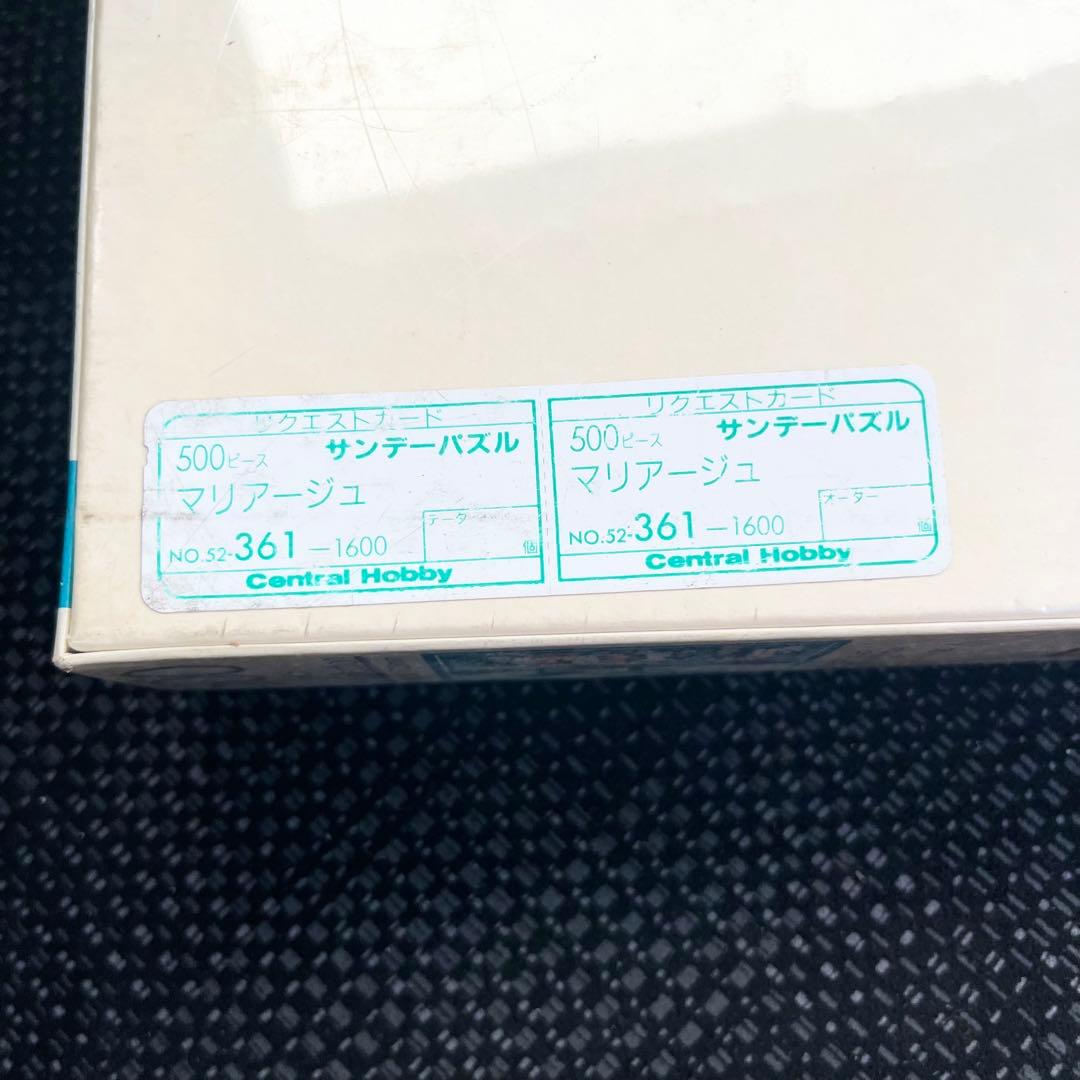 リクエストカード
500ピース サンデーパズル
マリアージュ
データ
NO.52-361-1600 個
Central Hobby
リクエストカード
500ピース サンデーパズル
マリアージュ
オーダー
NO.52-361-1600 個
Central Hobby